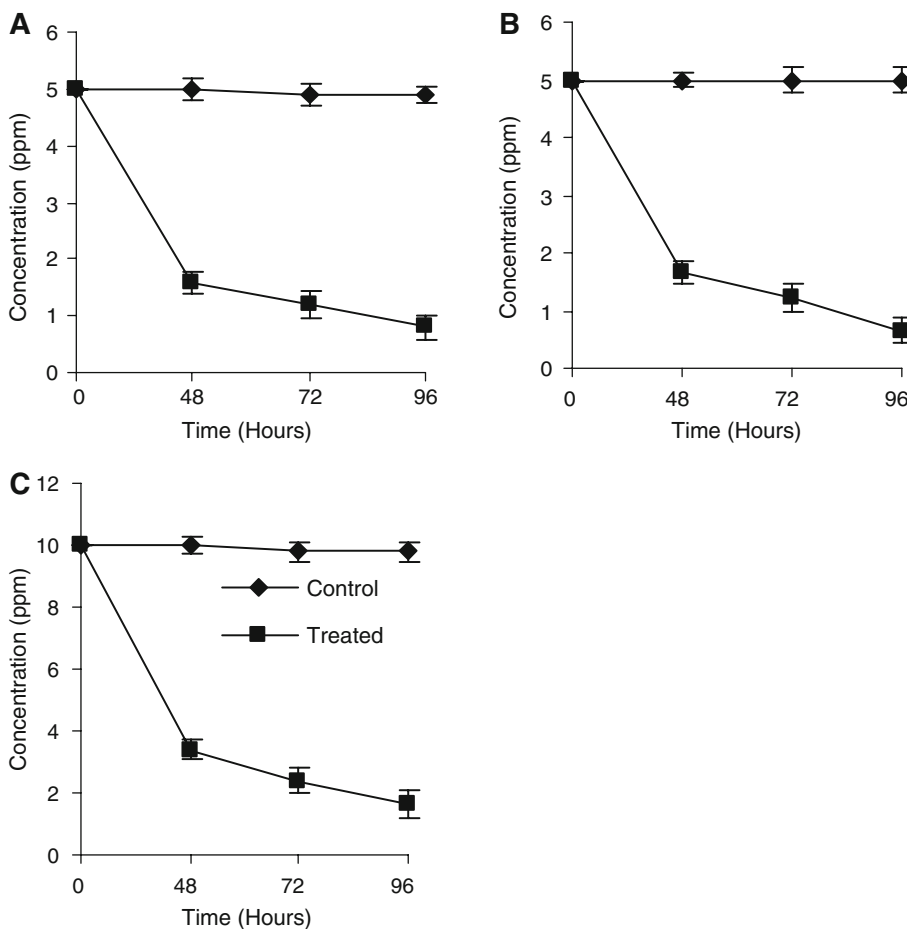 A
6
5
4
3
2
1
0
Concentration (ppm)
0 48 72 96
Time (Hours)
B
6
5
4
3
2
1
0
Concentration (ppm)
0 48 72 96
Time (Hours)
C
12
10
8
6
4
2
0
Concentration (ppm)
Control
Treated
0 48 72 96
Time (Hours)